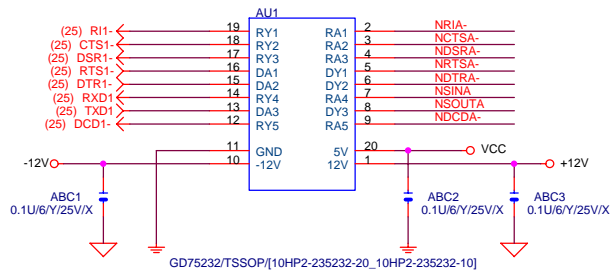 AU1
(25) RI1- 19 RY1 RA1 2 NRIA-
(25) CTS1- 18 RY2 RA2 3 NCTSA-
(25) DSR1- 17 RY3 RA3 4 NDSRA-
(25) RTS1- 16 DA1 DY1 5 NRTSA-
(25) DTR1- 15 DA2 DY2 6 NDTRA-
(25) RXD1 14 RY4 RA4 7 NSINA
(25) TXD1 13 DA3 DY3 8 NSOUTA
(25) DCD1- 12 RY5 RA5 9 NDCDA-
11 GND 5V 20 VCC
-12V 10 -12V 12V 1 +12V
ABC1 ABC2 ABC3
0.1U/6/Y/25V/X 0.1U/6/Y/25V/X 0.1U/6/Y/25V/X
GD75232/TSSOP/[10HP2-235232-20_10HP2-235232-10]